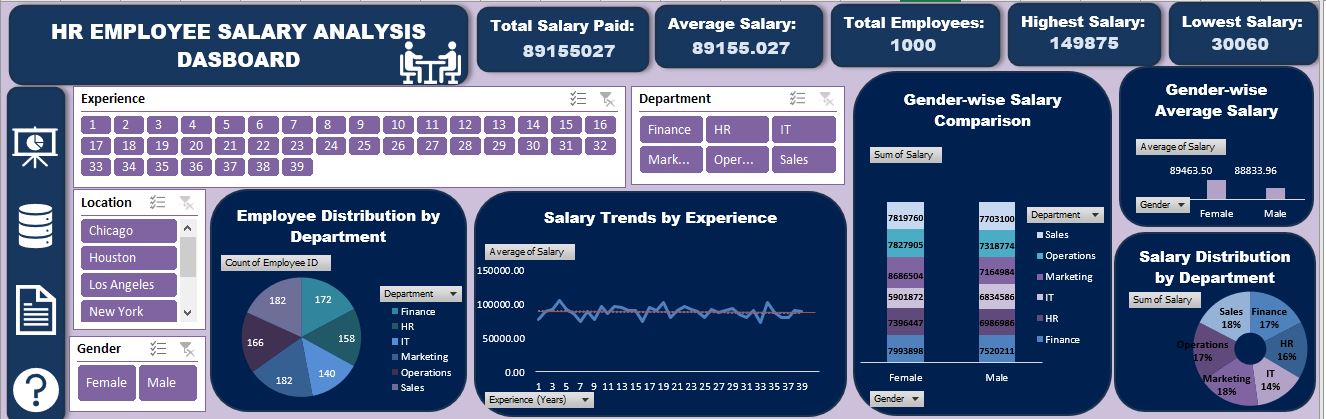 HR EMPLOYEE SALARY ANALYSIS
DASBOARD
Total Salary Paid:
89155027
Average Salary:
89155.027
Total Employees:
1000
Highest Salary:
149875
Lowest Salary:
30060
Experience
1 2 3 4 5 6 7 8 9 10 11 12 13 14 15 16
17 18 19 20 21 22 23 24 25 26 27 28 29 30 31 32
33 34 35 36 37 38 39
Department
Finance HR IT
Mark... Oper... Sales
Location
Chicago
Houston
Los Angeles
New York
Gender
Female Male
Employee Distribution by
Department
Count of Employee ID
172
158
140
182
166
182
Department
Finance
HR
IT
Marketing
Operations
Sales
Salary Trends by Experience
Average of Salary
150000.00
100000.00
50000.00
0.00
1 3 5 7 9 11 13 15 17 19 21 23 25 27 29 31 33 35 37 39
Experience (Years)
Gender-wise Salary
Comparison
Sum of Salary
7819760 7703100
7827905 7318774
8686504 7164984
5901872 6834586
7396447 6986986
7993898 7520211
Female Male
Department
Sales
Operations
Marketing
IT
HR
Finance
Gender
Gender-wise
Average Salary
Average of Salary
89463.50 88833.96
Gender
Female Male
Salary Distribution
by Department
Sum of Salary
Finance
17%
HR
16%
IT
14%
Marketing
18%
Operations
17%
Sales
18%
?